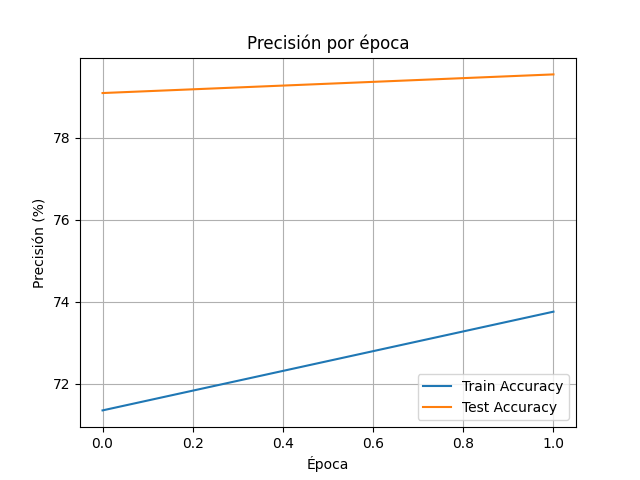 Precisión por época
Precisión (%)
78
76
74
72
0.0 0.2 0.4 0.6 0.8 1.0
Época
Train Accuracy
Test Accuracy